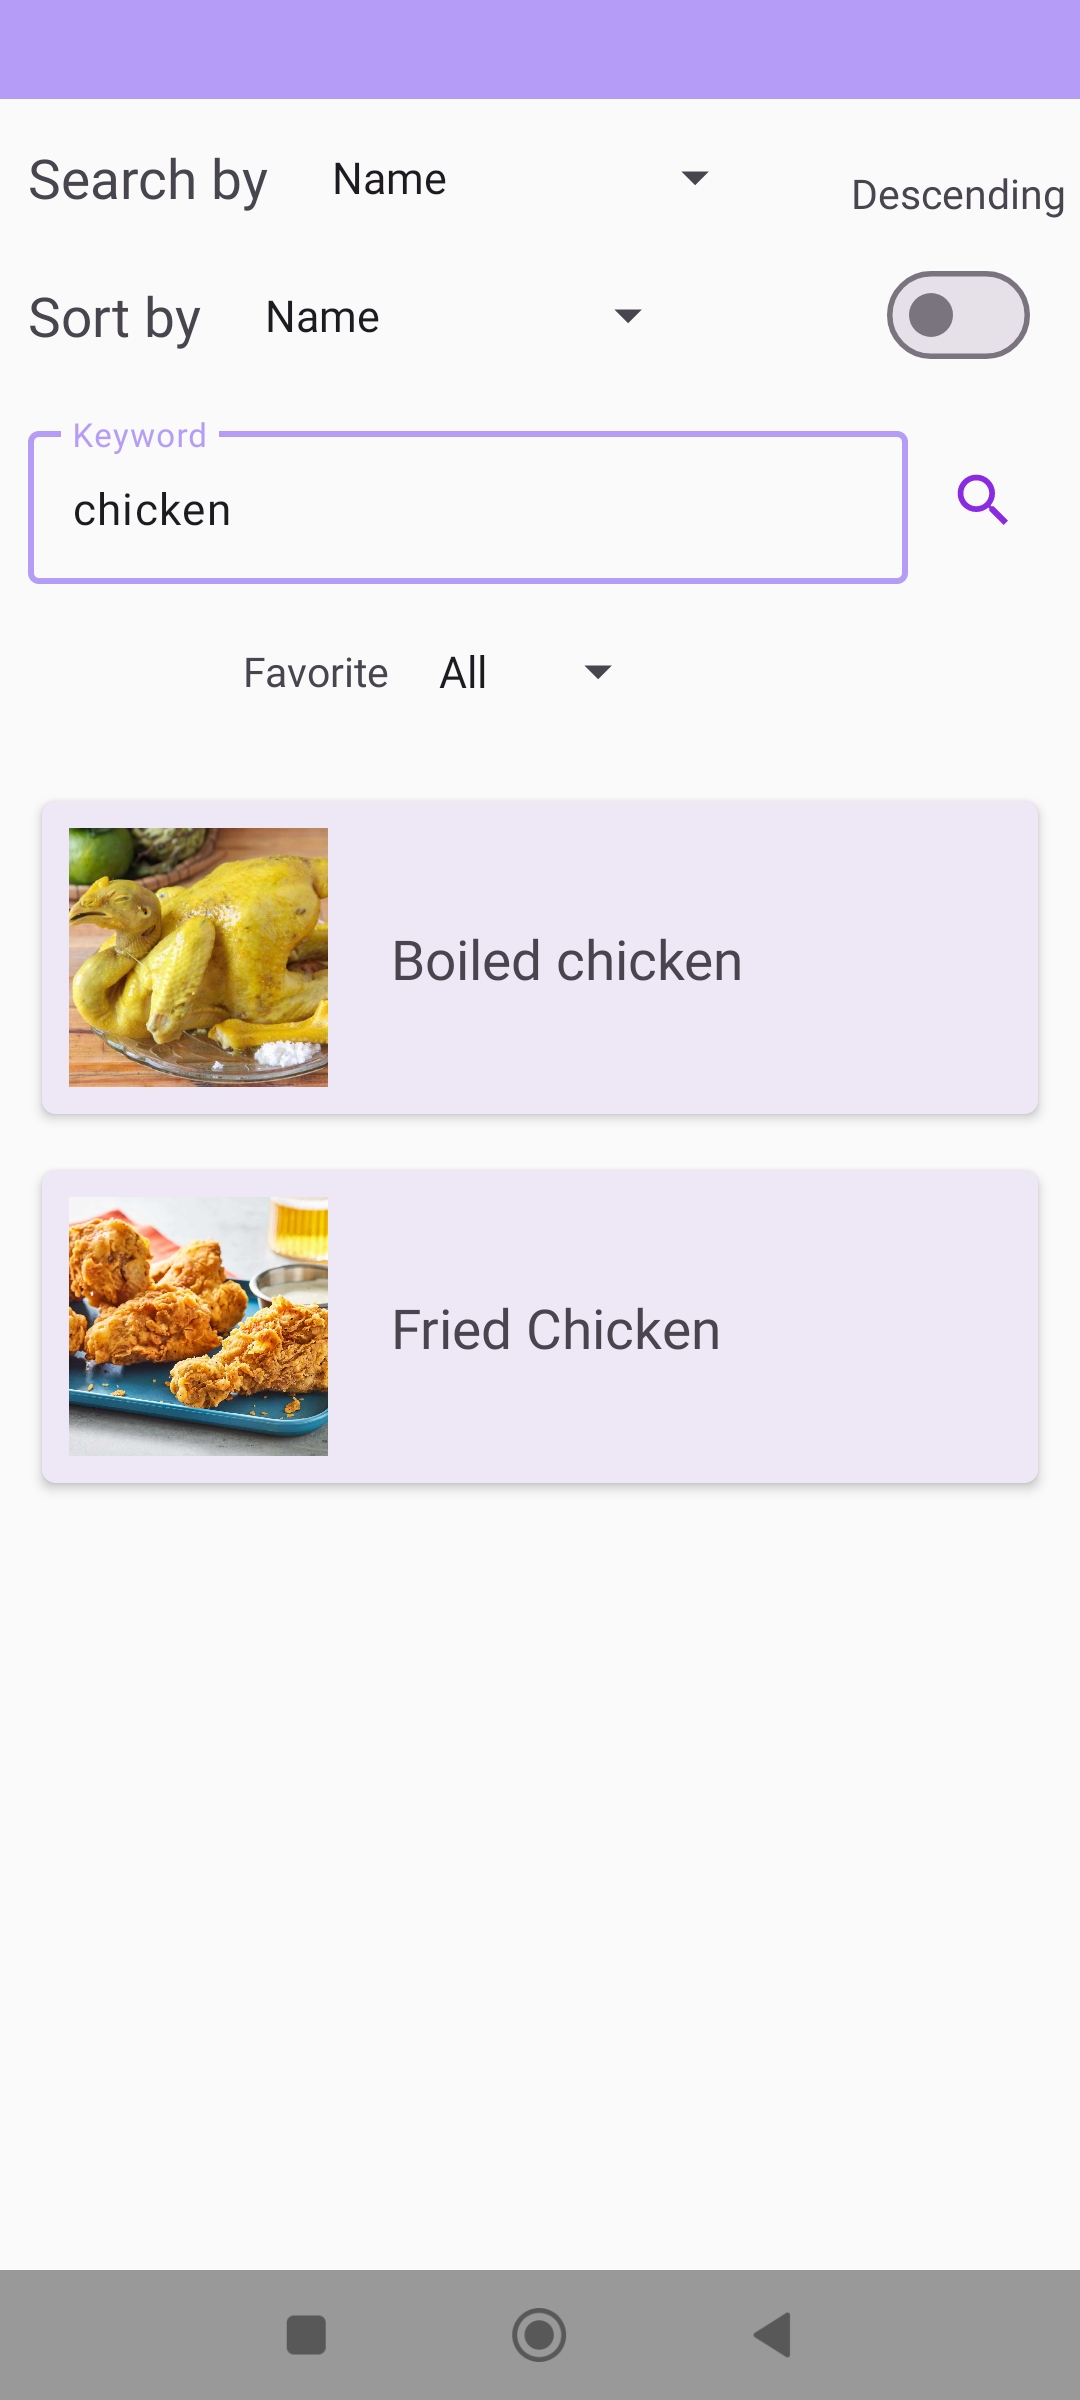 Search by Name
Descending
Sort by Name
Keyword
chicken
Favorite All
Boiled chicken
Fried Chicken